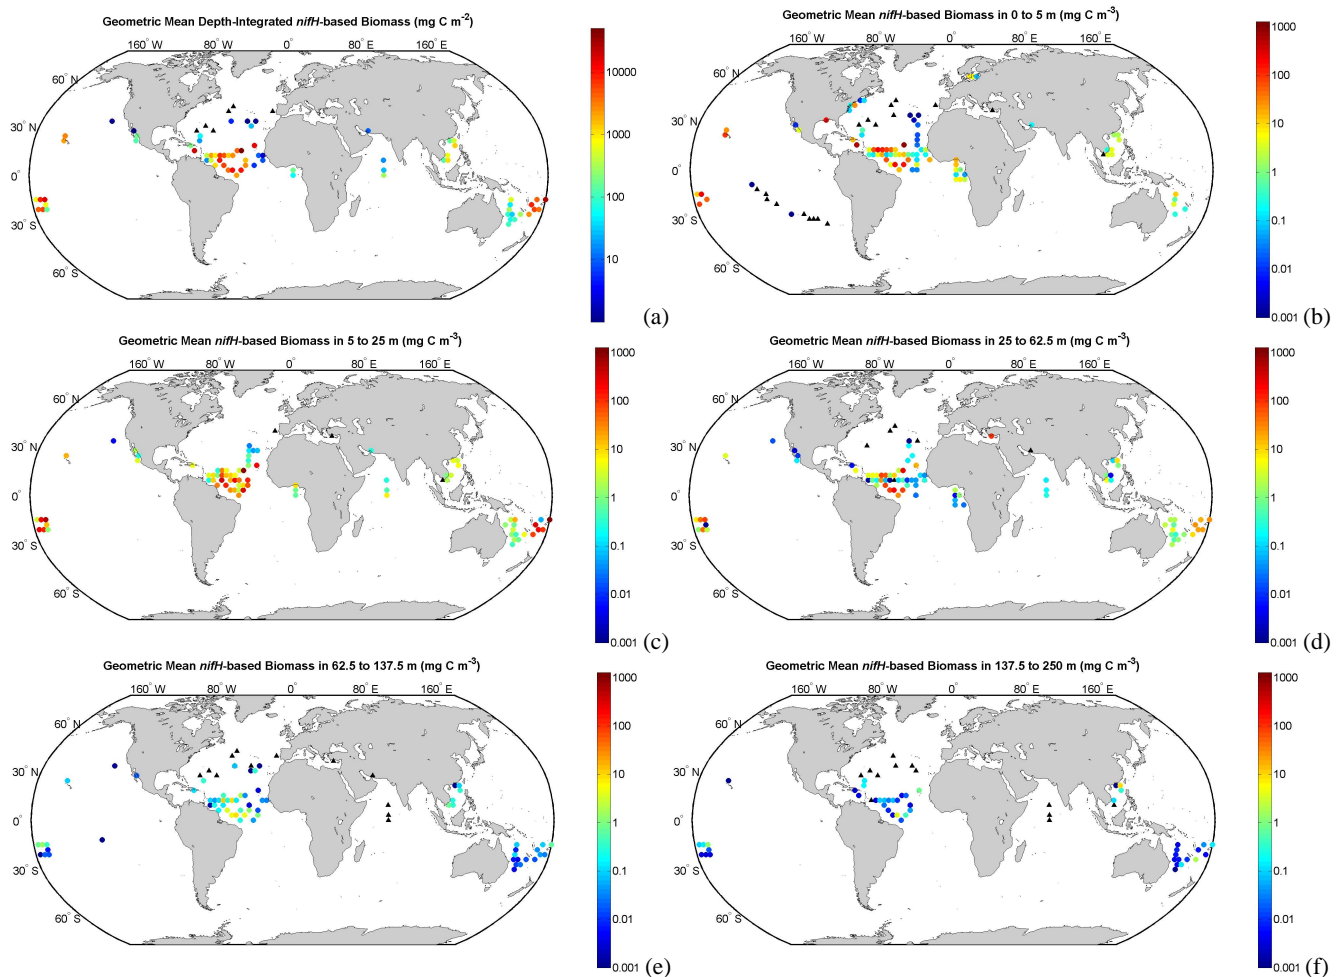 Geometric Mean Depth-Integrated nifH-based Biomass (mg C m-2)
160° W 80° W 0° 80° E 160° E
60° N
30° N
0°
30° S
60° S
10000
1000
100
10
(a)
Geometric Mean nifH-based Biomass in 0 to 5 m (mg C m-3)
160° W 80° W 0° 80° E 160° E
60° N
30° N
0°
30° S
60° S
1000
100
10
1
0.1
0.01
0.001
(b)
Geometric Mean nifH-based Biomass in 5 to 25 m (mg C m-3)
160° W 80° W 0° 80° E 160° E
60° N
30° N
0°
30° S
60° S
1000
100
10
1
0.1
0.01
0.001
(c)
Geometric Mean nifH-based Biomass in 25 to 62.5 m (mg C m-3)
160° W 80° W 0° 80° E 160° E
60° N
30° N
0°
30° S
60° S
1000
100
10
1
0.1
0.01
0.001
(d)
Geometric Mean nifH-based Biomass in 62.5 to 137.5 m (mg C m-3)
160° W 80° W 0° 80° E 160° E
60° N
30° N
0°
30° S
60° S
1000
100
10
1
0.1
0.01
0.001
(e)
Geometric Mean nifH-based Biomass in 137.5 to 250 m (mg C m-3)
160° W 80° W 0° 80° E 160° E
60° N
30° N
0°
30° S
60° S
1000
100
10
1
0.1
0.01
0.001
(f)